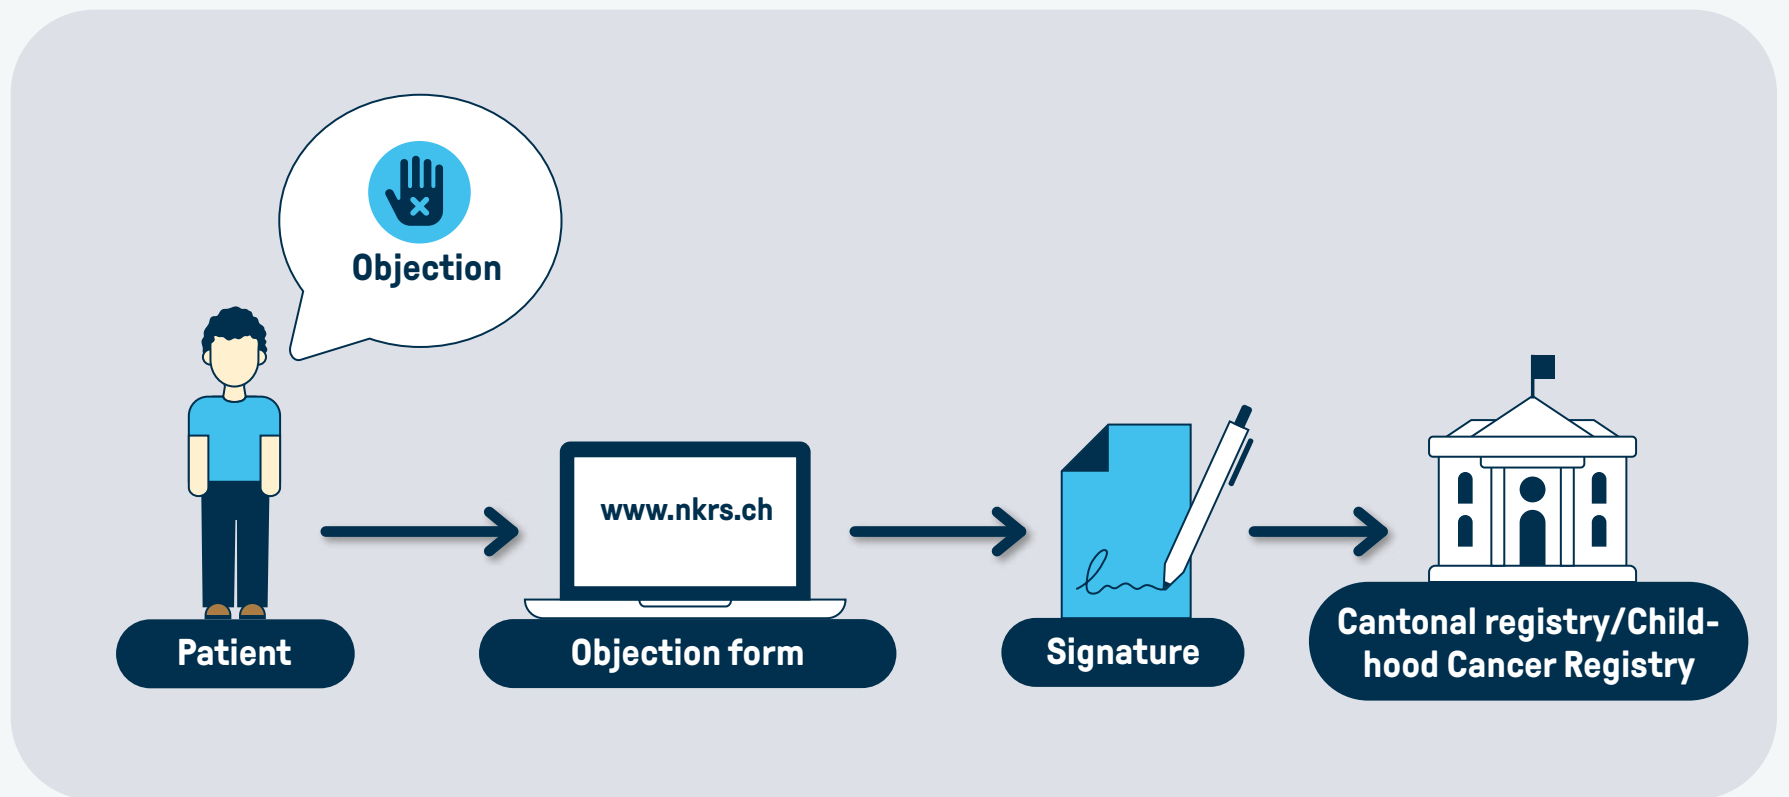 Objection
www.nkrs.ch
Patient
Objection form
Signature
Cantonal registry/Child-
hood Cancer Registry